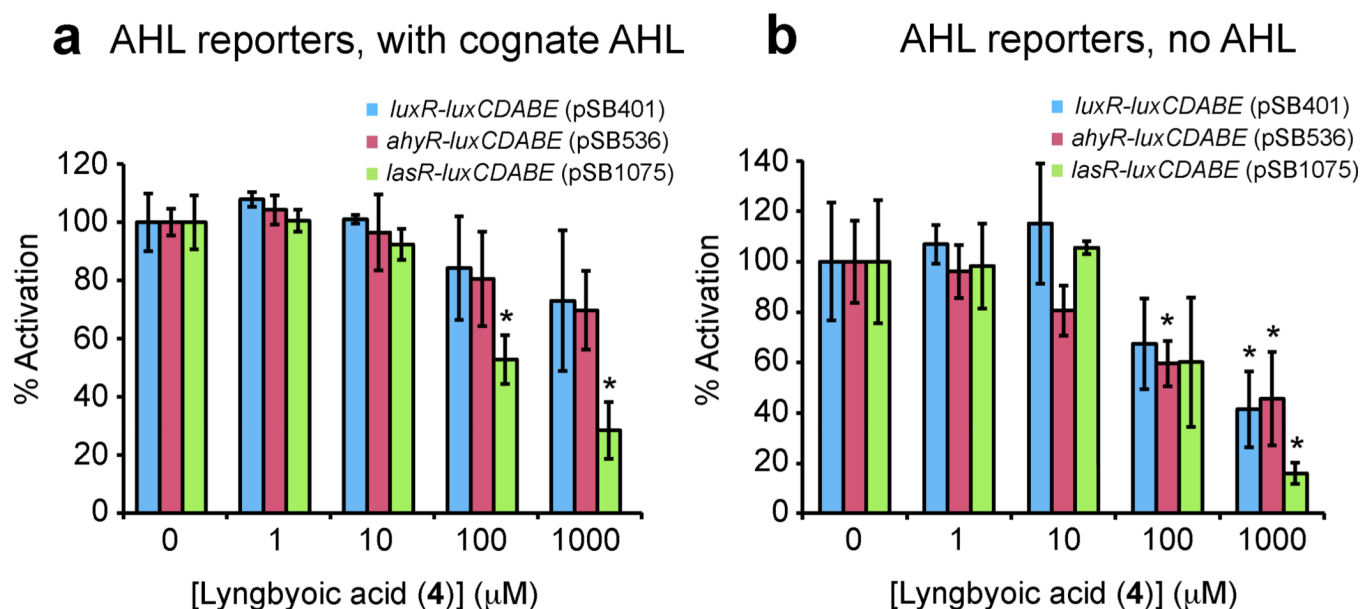 a AHL reporters, with cognate AHL
luxR-luxCDABE (pSB401)
ahyR-luxCDABE (pSB536)
lasR-luxCDABE (pSB1075)
% Activation
120
100
80
60
40
20
0
*
*
0 1 10 100 1000
[Lyngbyoic acid (4)] (μM)
b AHL reporters, no AHL
luxR-luxCDABE (pSB401)
ahyR-luxCDABE (pSB536)
lasR-luxCDABE (pSB1075)
% Activation
140
120
100
80
60
40
20
0
*
* *
*
0 1 10 100 1000
[Lyngbyoic acid (4)] (μM)